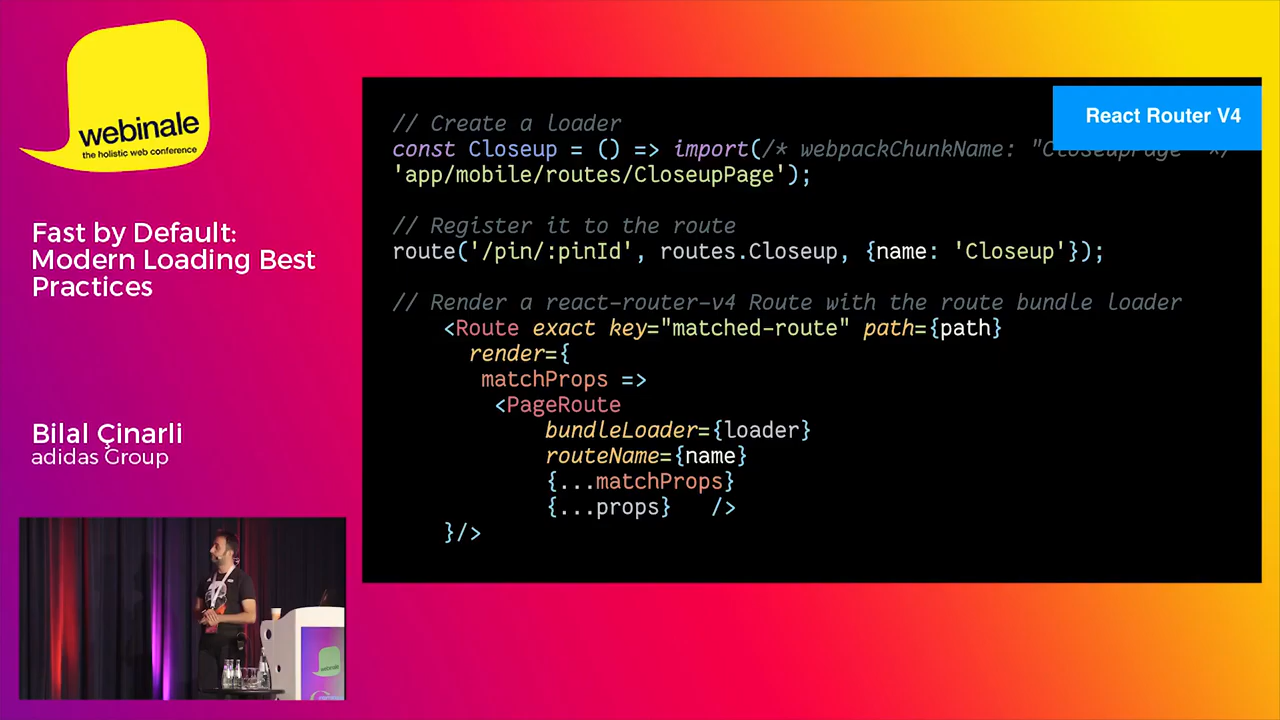 webinale
the holistic web conference
Fast by Default:
Modern Loading Best
Practices
Bilal Çinarli
adidas Group
React Router V4
// Create a loader
const Closeup = () => import(/* webpackChunkName: "CloseupPage" */
'app/mobile/routes/CloseupPage');
// Register it to the route
route('/pin/:pinId', routes.Closeup, {name: 'Closeup'});
// Render a react-router-v4 Route with the route bundle loader
<Route exact key="matched-route" path={path}
render={
matchProps =>
<PageRoute
bundleLoader={loader}
routeName={name}
{...matchProps}
{...props} />
}/>
webinale